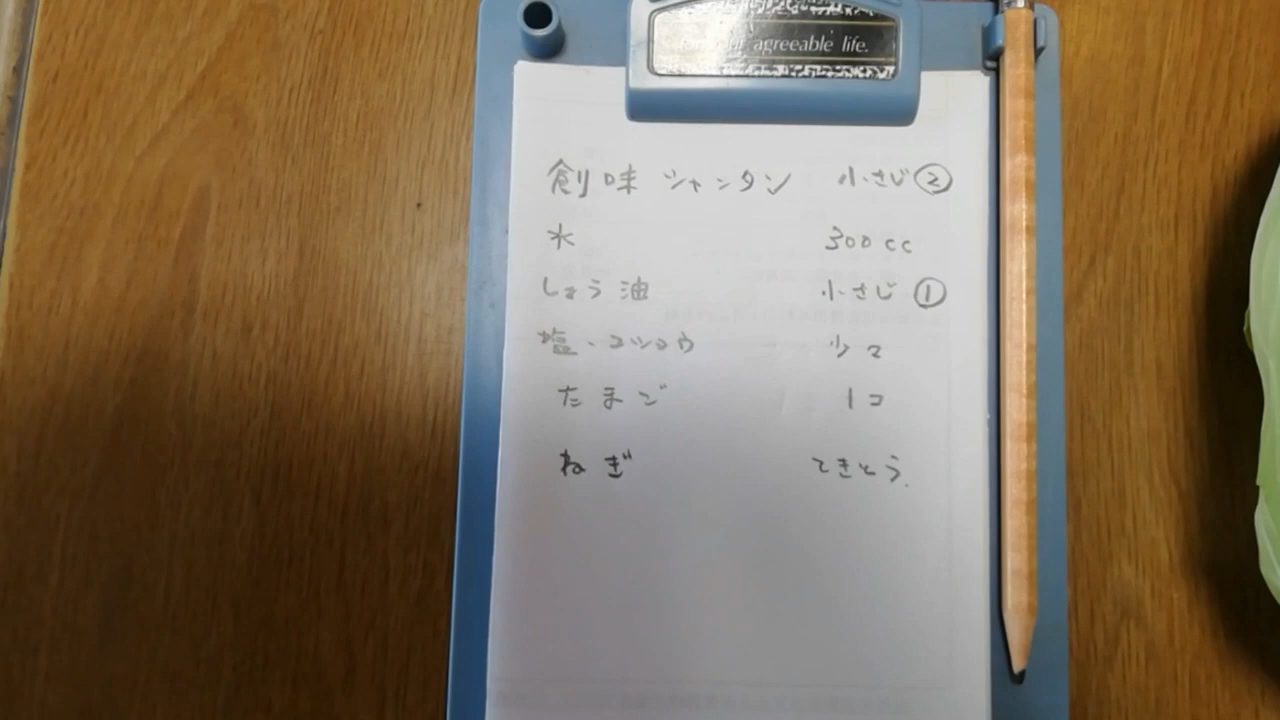 agreeable life.
創味 シャンタン 小さじ②
水 300cc
しょう油 小さじ①
塩・コショウ 少々
たまご 1コ
ねぎ てきとう.